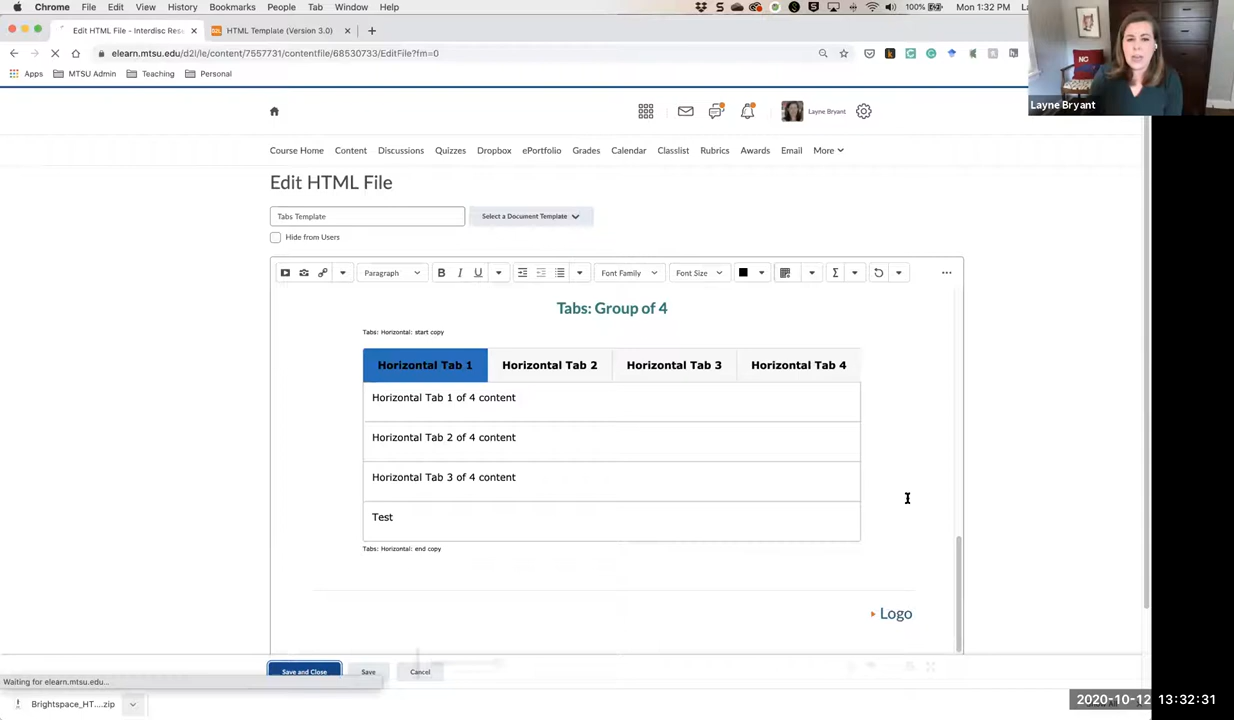 Chrome File Edit View History Bookmarks People Tab Window Help 100% Mon 1:32 PM
Edit HTML File - Interdisc Res HTML Template (Version 3.0)
elearn.mtsu.edu/d2l/le/content/7557731/contentfile/68530733/EditFile?fm=0
Apps MTSU Admin Teaching Personal
Layne Bryant
Layne Bryant
Course Home Content Discussions Quizzes Dropbox ePortfolio Grades Calendar Classlist Rubrics Awards Email More
Edit HTML File
Tabs Template Select a Document Template
Hide from Users
Paragraph B I U Font Family Font Size Σ
Tabs: Group of 4
Tabs: Horizontal: start copy
Horizontal Tab 1 Horizontal Tab 2 Horizontal Tab 3 Horizontal Tab 4
Horizontal Tab 1 of 4 content
Horizontal Tab 2 of 4 content
Horizontal Tab 3 of 4 content
Test
Tabs: Horizontal: end copy
Logo
Save and Close Save Cancel
Waiting for elearn.mtsu.edu...
Brightspace_HT....zip
2020-10-12 13:32:31